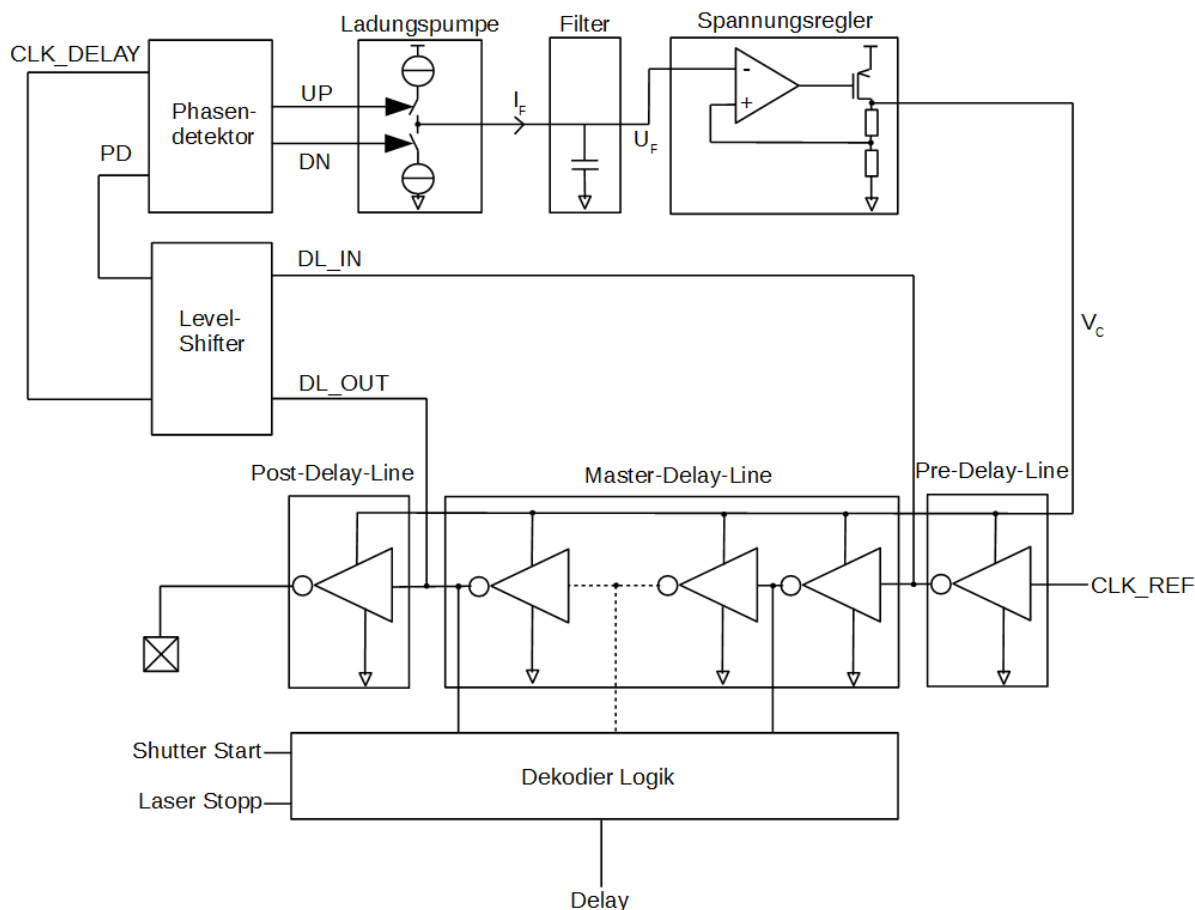 Ladungspumpe
Filter
Spannungsregler
CLK_DELAY
UP
Phasen-
detektor
I_F
-
+
PD
DN
U_F
DL_IN
Level-
Shifter
V_C
DL_OUT
Post-Delay-Line
Master-Delay-Line
Pre-Delay-Line
CLK_REF
Shutter Start
Dekodier Logik
Laser Stopp
Delay